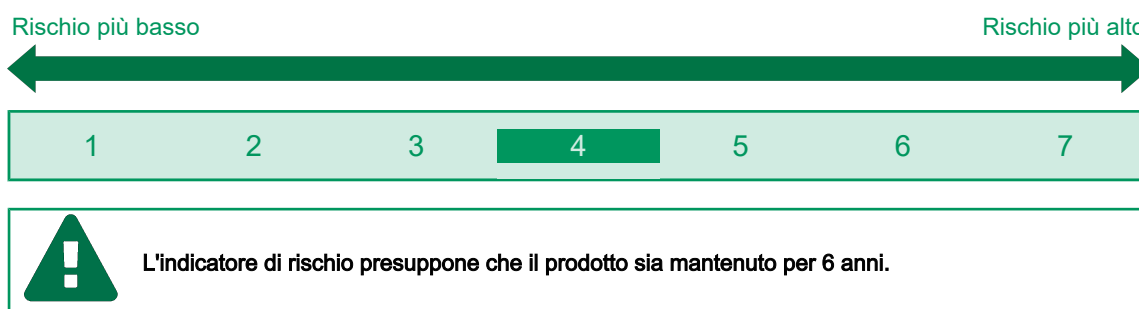 Rischio più basso Rischio più alto
1 2 3 4 5 6 7
L'indicatore di rischio presuppone che il prodotto sia mantenuto per 6 anni.